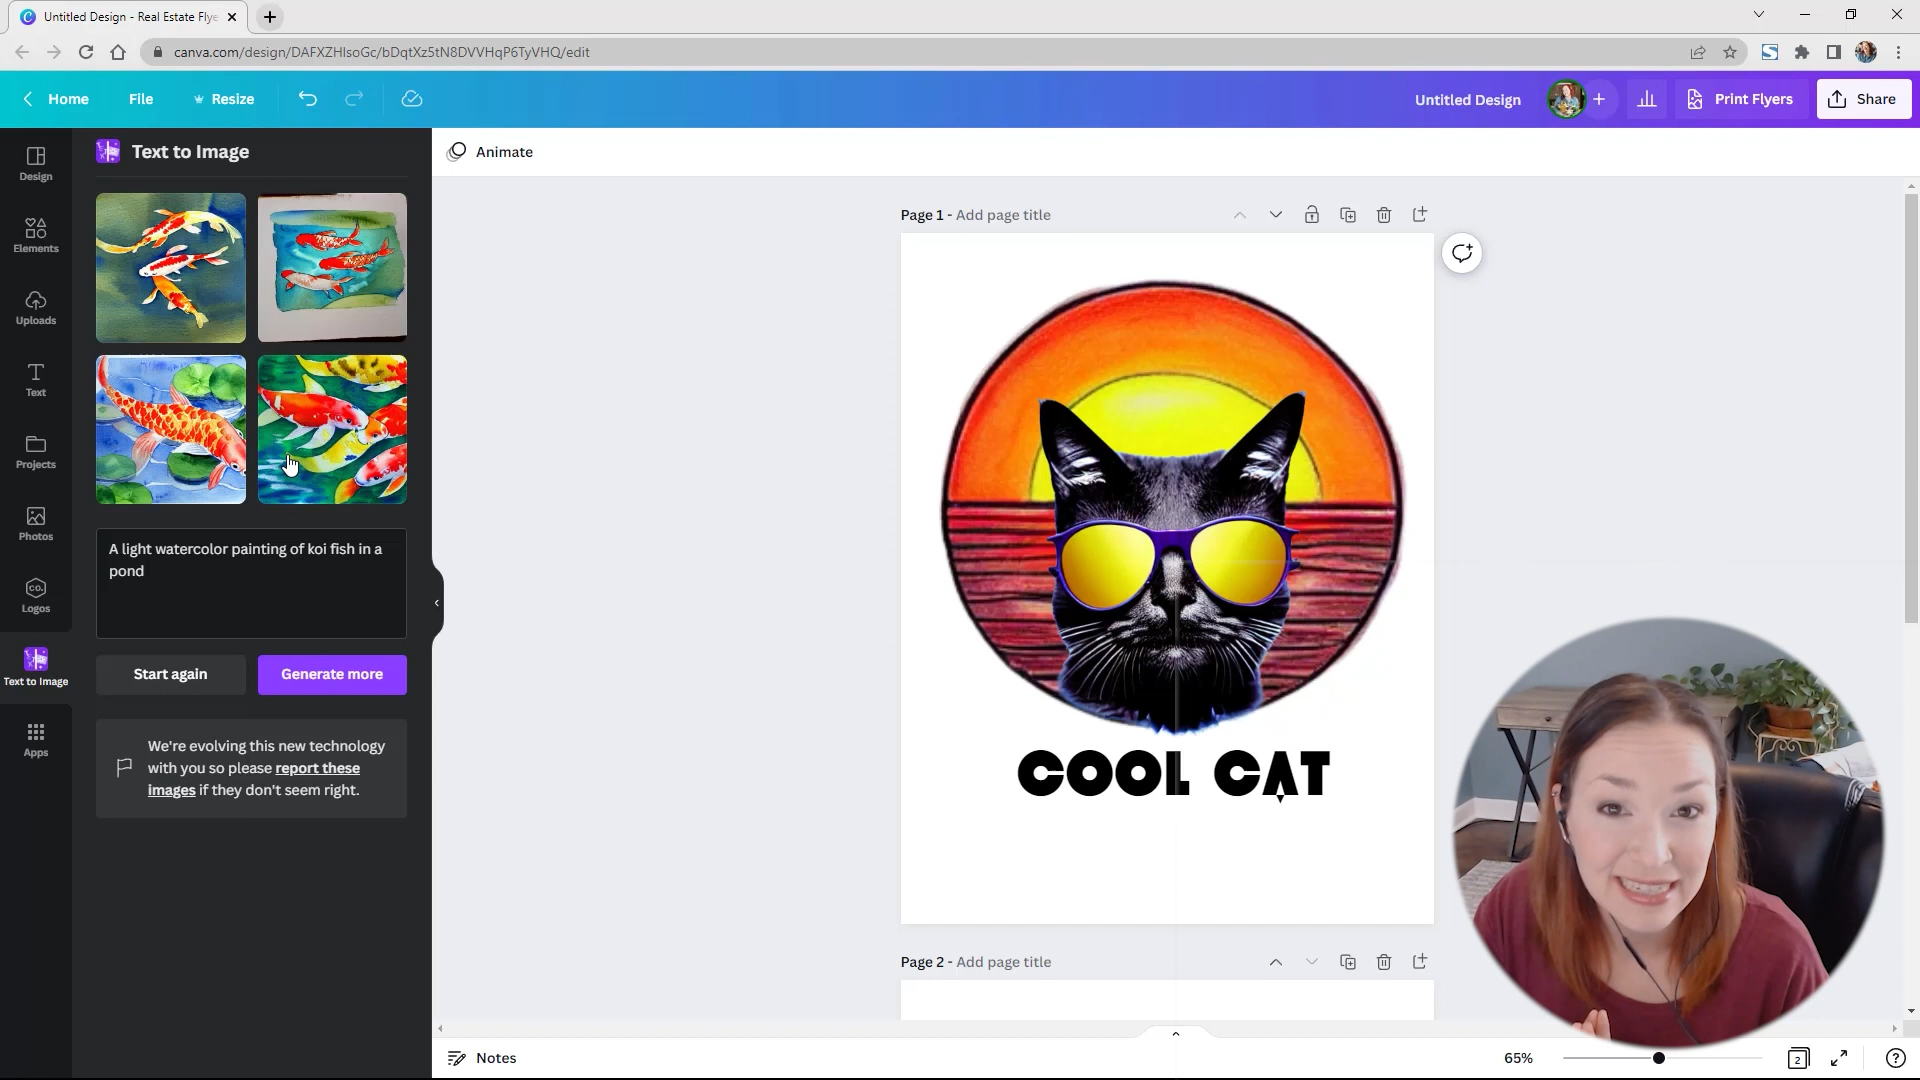 Untitled Design - Real Estate Flye
canva.com/design/DAFXZHlsoGc/bDqtXz5tN8DVVHqP6TyVHQ/edit
Home
File
Resize
Untitled Design
Print Flyers
Share
Design
Elements
Uploads
Text
Projects
Photos
CO.
Logos
Text to Image
Apps
Text to Image
A light watercolor painting of koi fish in a
pond
Start again
Generate more
We're evolving this new technology
with you so please report these
images if they don't seem right.
Animate
Page 1 - Add page title
COOL CAT
Page 2 - Add page title
Notes
65%
2